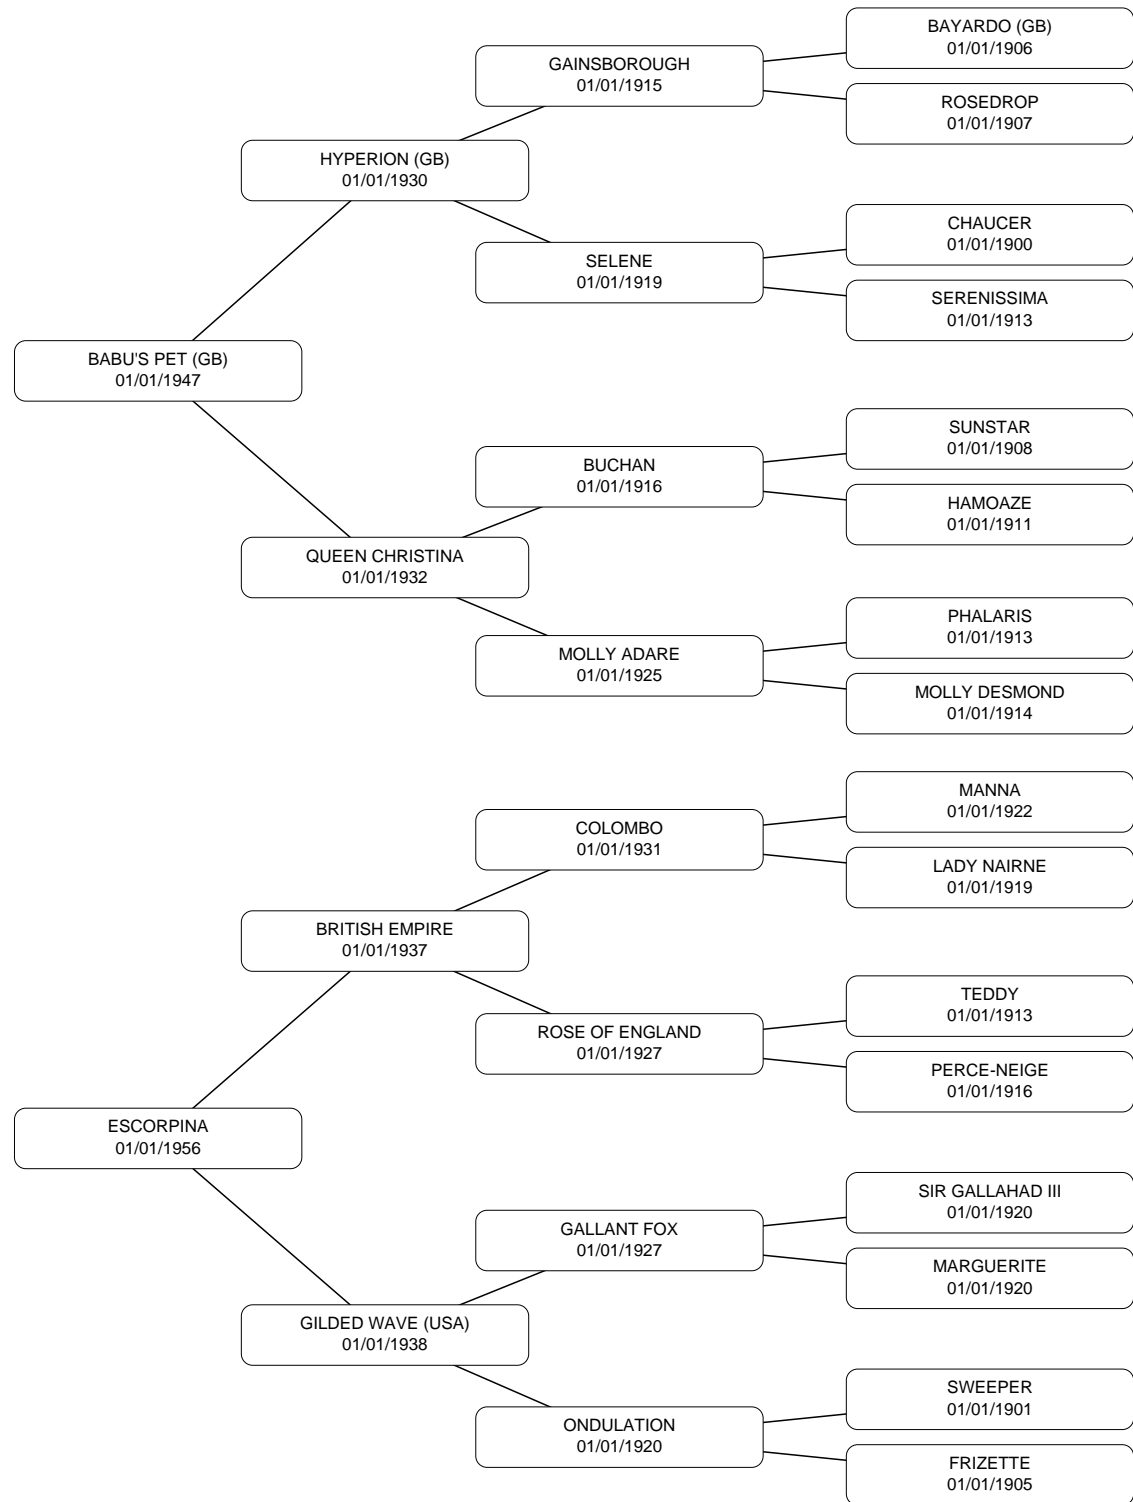 BAYARDO (GB)
01/01/1906
GAINSBOROUGH
01/01/1915
ROSEDROP
01/01/1907
HYPERION (GB)
01/01/1930
CHAUCER
01/01/1900
SELENE
01/01/1919
SERENISSIMA
01/01/1913
BABU'S PET (GB)
01/01/1947
SUNSTAR
01/01/1908
BUCHAN
01/01/1916
HAMOAZE
01/01/1911
QUEEN CHRISTINA
01/01/1932
PHALARIS
01/01/1913
MOLLY ADARE
01/01/1925
MOLLY DESMOND
01/01/1914
MANNA
01/01/1922
COLOMBO
01/01/1931
LADY NAIRNE
01/01/1919
BRITISH EMPIRE
01/01/1937
TEDDY
01/01/1913
ROSE OF ENGLAND
01/01/1927
PERCE-NEIGE
01/01/1916
ESCORPINA
01/01/1956
SIR GALLAHAD III
01/01/1920
GALLANT FOX
01/01/1927
MARGUERITE
01/01/1920
GILDED WAVE (USA)
01/01/1938
SWEEPER
01/01/1901
ONDULATION
01/01/1920
FRIZETTE
01/01/1905